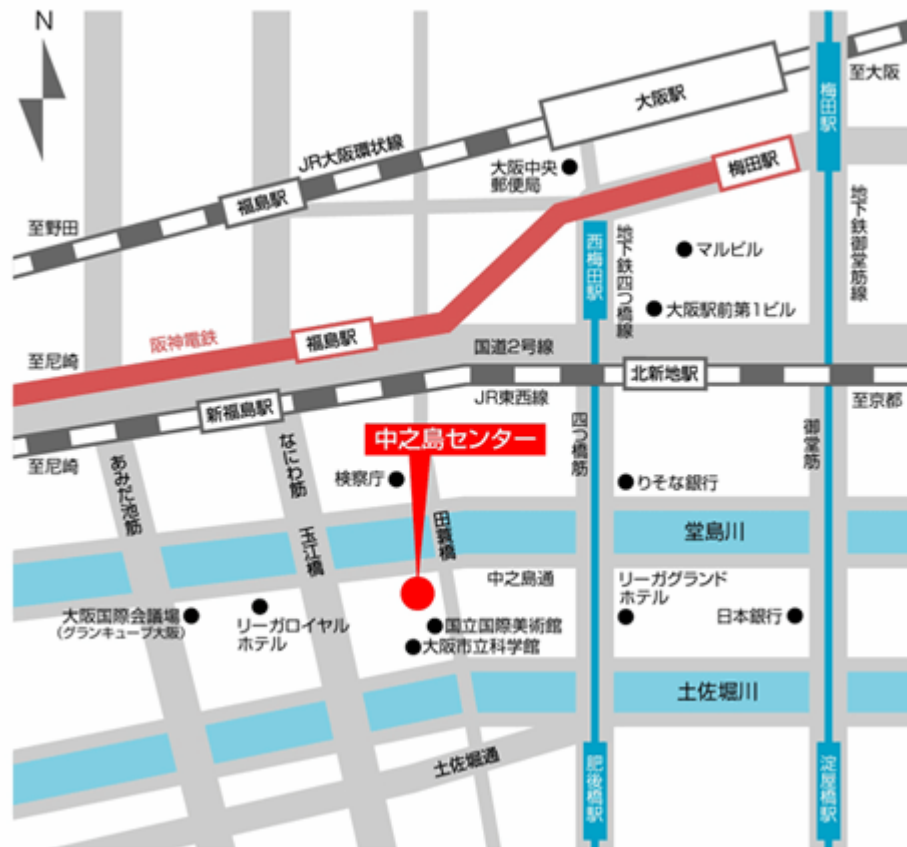 N
大阪駅
至大阪
梅田駅
JR大阪環状線
大阪中央
郵便局
梅田駅
福島駅
至野田
西梅田駅
地下鉄四つ橋線
マルビル
地下鉄御堂筋線
大阪駅前第1ビル
阪神電鉄
福島駅
国道2号線
至尼崎
北新地駅
新福島駅
JR東西線
至京都
至尼崎
あみだ池筋
なにわ筋
中之島センター
四つ橋筋
御堂筋
検察庁
りそな銀行
玉江橋
田蓑橋
堂島川
中之島通
リーガグランド
ホテル
大阪国際会議場
(グランキューブ大阪)
リーガロイヤル
ホテル
国立国際美術館
大阪市立科学館
日本銀行
土佐堀川
土佐堀通
肥後橋駅
淀屋橋駅